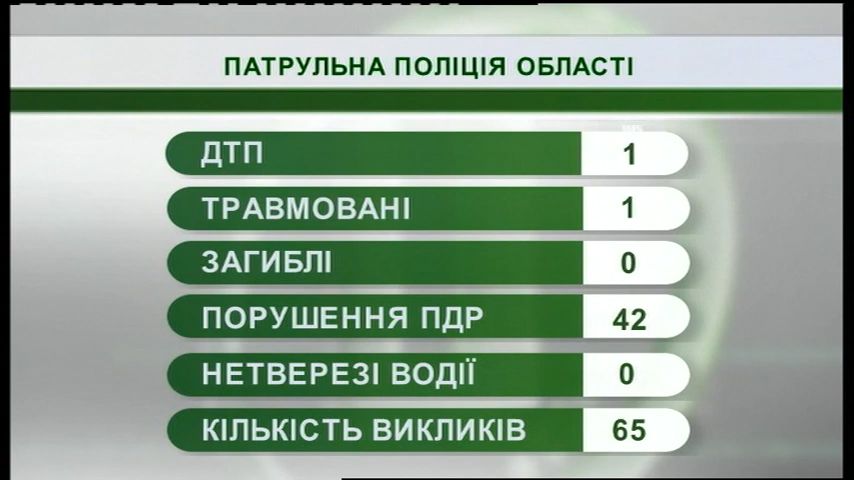 ПАТРУЛЬНА ПОЛІЦІЯ ОБЛАСТІ
ДТП 1
ТРАВМОВАНІ 1
ЗАГИБЛІ 0
ПОРУШЕННЯ ПДР 42
НЕТВЕРЕЗІ ВОДІЇ 0
КІЛЬКІСТЬ ВИКЛИКІВ 65